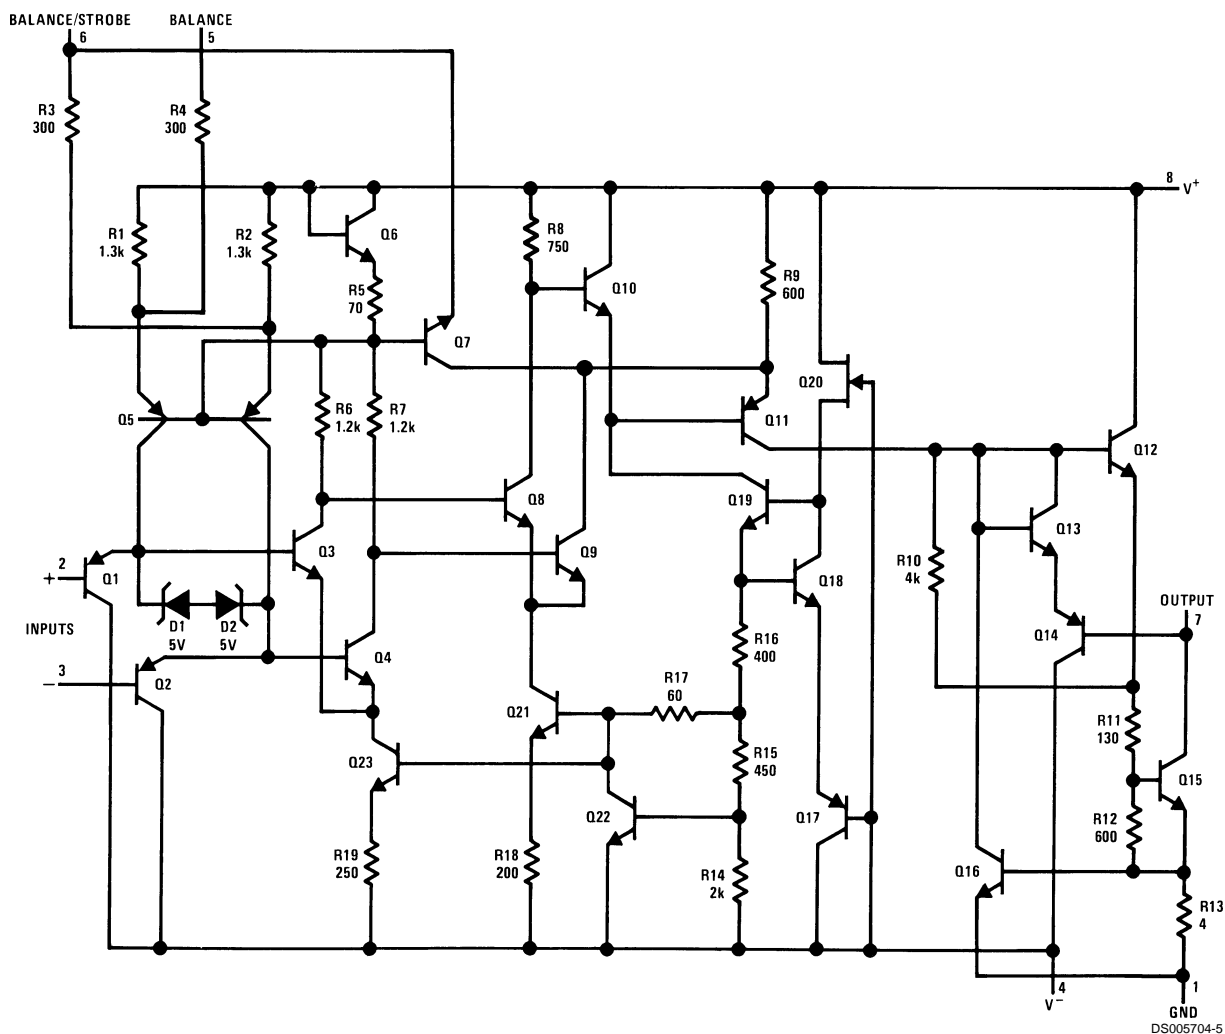 BALANCE/STROBE
6
BALANCE
5
R3
300
R4
300
8
V+
R1
1.3k
R2
1.3k
Q6
R5
70
R8
750
Q10
R9
600
Q7
Q20
Q5
R6
1.2k
R7
1.2k
Q11
Q12
Q8
Q19
Q3
Q9
Q13
+
2
Q1
R10
4k
Q18
INPUTS
D1
5V
D2
5V
OUTPUT
7
Q14
R16
400
Q4
−
3
Q2
R17
60
Q21
R11
130
Q23
R15
450
Q15
Q22
Q17
R12
600
R19
250
R18
200
R14
2k
Q16
R13
4
4
V−
1
GND
DS005704-5